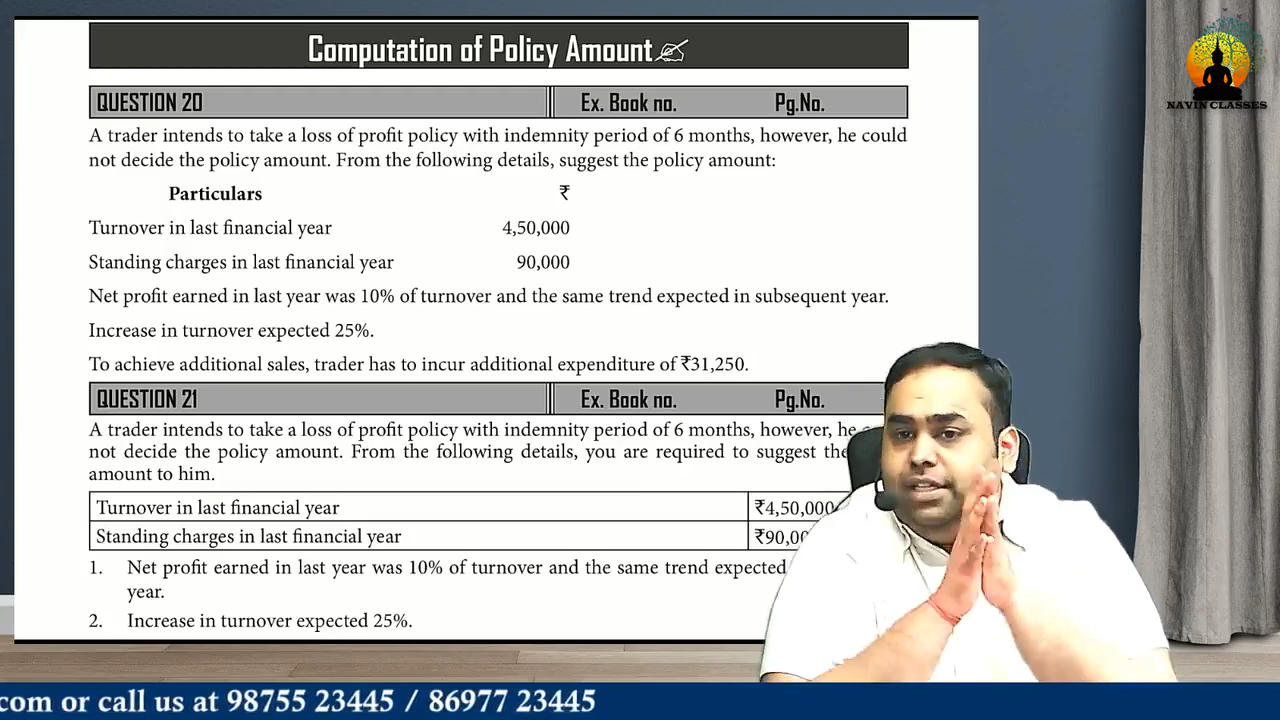 Computation of Policy Amount
NAVIN CLASSES
QUESTION 20 Ex. Book no. Pg.No.
A trader intends to take a loss of profit policy with indemnity period of 6 months, however, he could
not decide the policy amount. From the following details, suggest the policy amount:
Particulars ₹
Turnover in last financial year 4,50,000
Standing charges in last financial year 90,000
Net profit earned in last year was 10% of turnover and the same trend expected in subsequent year.
Increase in turnover expected 25%.
To achieve additional sales, trader has to incur additional expenditure of ₹31,250.
QUESTION 21 Ex. Book no. Pg.No.
A trader intends to take a loss of profit policy with indemnity period of 6 months, however, he
not decide the policy amount. From the following details, you are required to suggest the
amount to him.
Turnover in last financial year ₹4,50,000
Standing charges in last financial year ₹90,00
1. Net profit earned in last year was 10% of turnover and the same trend expected
year.
2. Increase in turnover expected 25%.
com or call us at 98755 23445 / 86977 23445